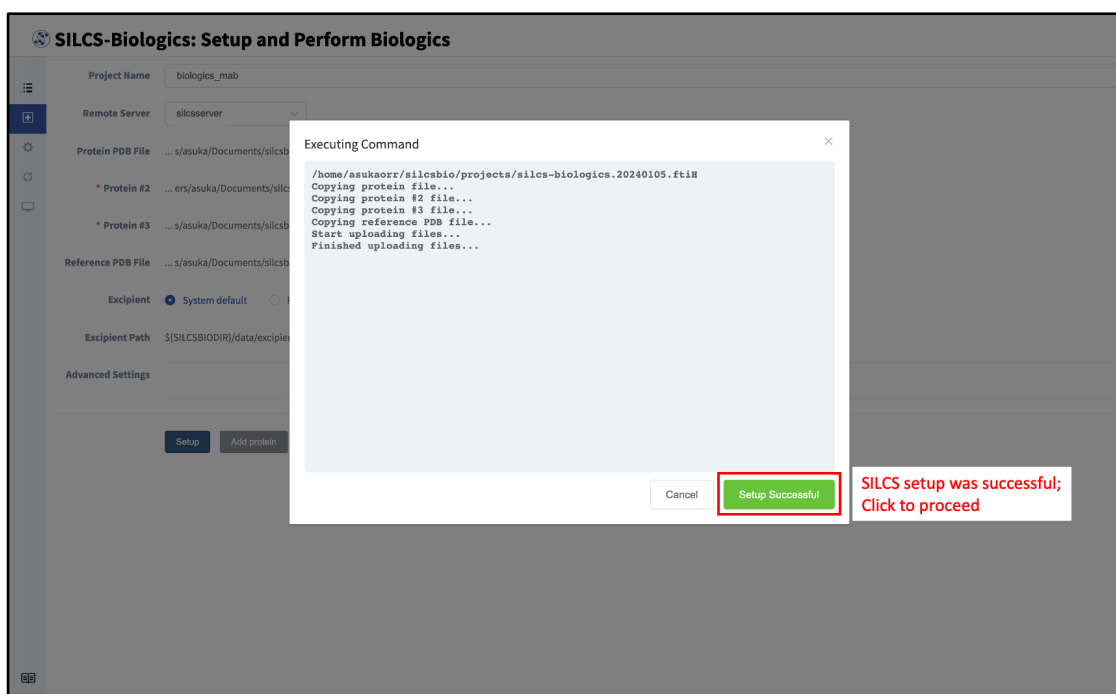 SILCS-Biologics: Setup and Perform Biologics
Project Name biologics_mab
Remote Server silcsserver
Protein PDB File ... s/asuka/Documents/silcsb
* Protein #2 ... ers/asuka/Documents/silcs
* Protein #3 ... s/asuka/Documents/silcsb
Reference PDB File ... s/asuka/Documents/silcsb
Excipient System default
Excipient Path ${SILCSBIODIR}/data/excipie
Advanced Settings
Setup Add protein
Executing Command
/home/asukaorr/silcsbio/projects/silcs-biologics.20240105.ftiH
Copying protein file...
Copying protein #2 file...
Copying protein #3 file...
Copying reference PDB file...
Start uploading files...
Finished uploading files...
Cancel Setup Successful
SILCS setup was successful;
Click to proceed